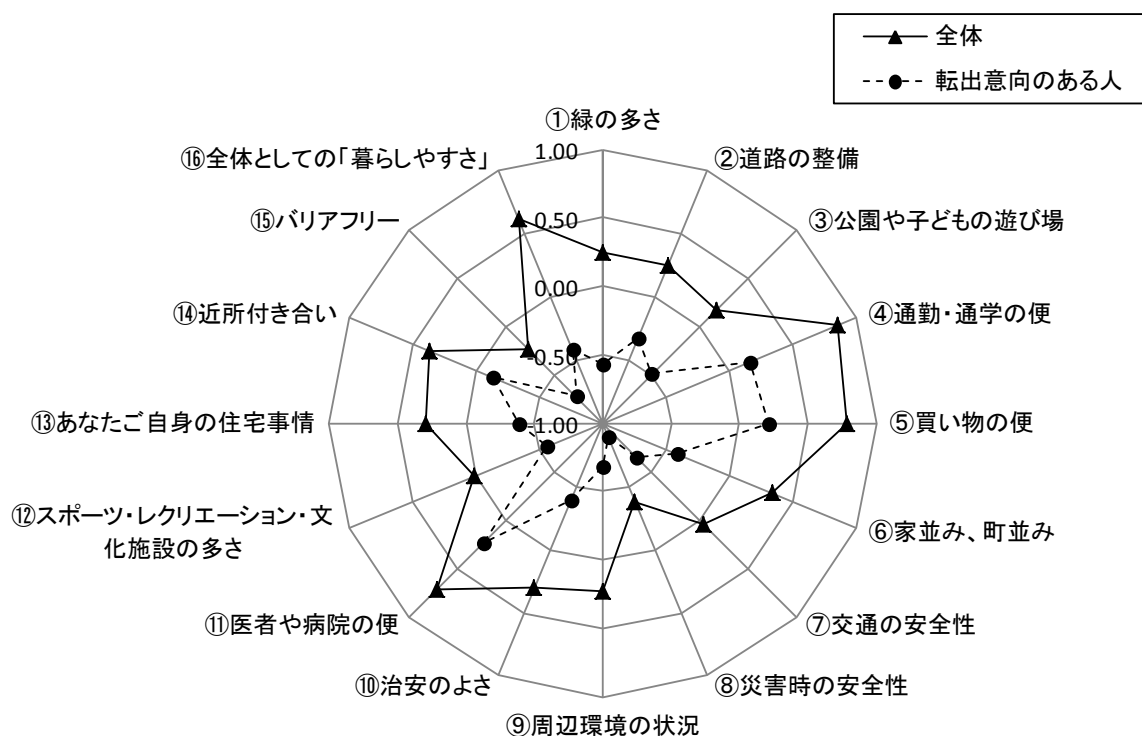 全体
転出意向のある人
①緑の多さ
②道路の整備
③公園や子どもの遊び場
④通勤・通学の便
⑤買い物の便
⑥家並み、町並み
⑦交通の安全性
⑧災害時の安全性
⑨周辺環境の状況
⑩治安のよさ
⑪医者や病院の便
⑫スポーツ・レクリエーション・文
化施設の多さ
⑬あなたご自身の住宅事情
⑭近所付き合い
⑮バリアフリー
⑯全体としての「暮らしやすさ」
1.00
0.50
0.00
-0.50
-1.00